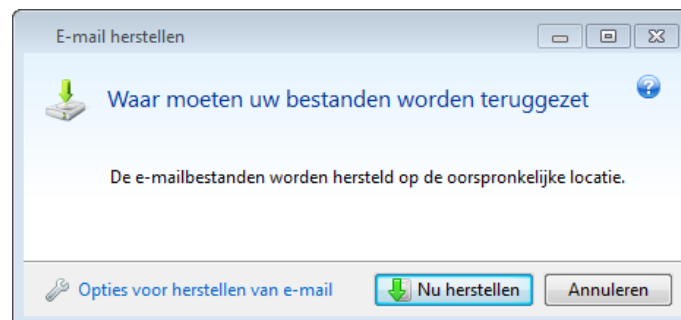 E-mail herstellen
Waar moeten uw bestanden worden teruggezet
De e-mailbestanden worden hersteld op de oorspronkelijke locatie.
Opties voor herstellen van e-mail
Nu herstellen
Annuleren